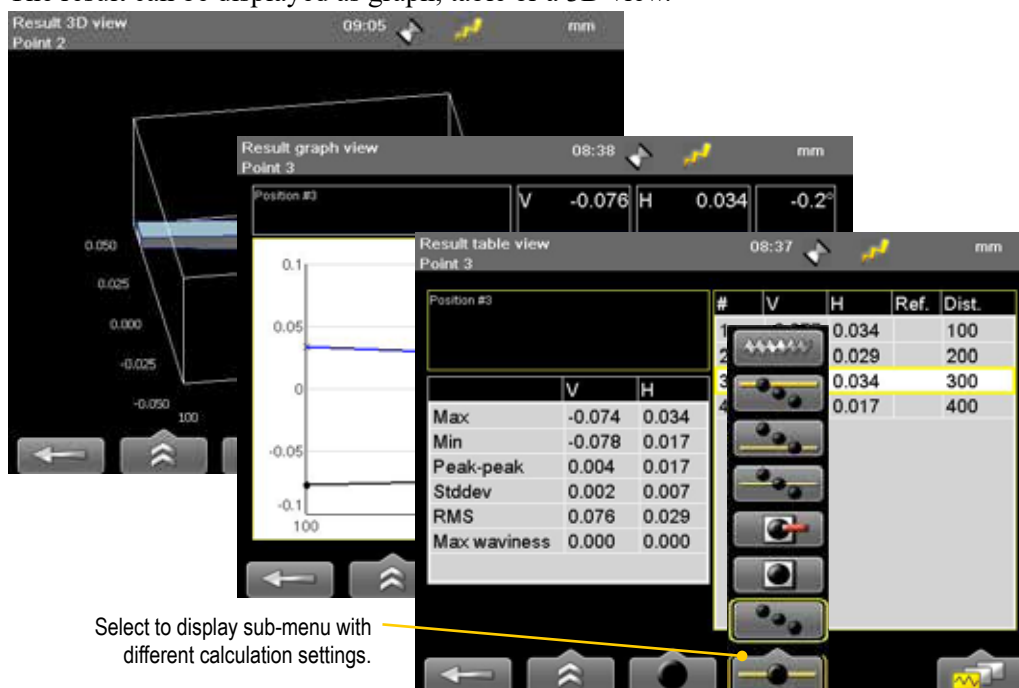 The result can be displayed as graph, table or a 3D view.
Result 3D view
09:05
mm
Point 2
0.050
0.025
0.000
-0.025
-0.050
100
Result graph view
08:38
mm
Point 3
Position #3
V -0.076 H 0.034 -0.2°
0.1
0.05
0
-0.05
-0.1
100
Result table view
08:37
mm
Point 3
Position #3
V H
Max -0.074 0.034
Min -0.078 0.017
Peak-peak 0.004 0.017
Stddev 0.002 0.007
RMS 0.076 0.029
Max waviness 0.000 0.000
# V H Ref. Dist.
1 0.034 100
2 0.029 200
3 0.034 300
4 0.017 400
Select to display sub-menu with
different calculation settings.